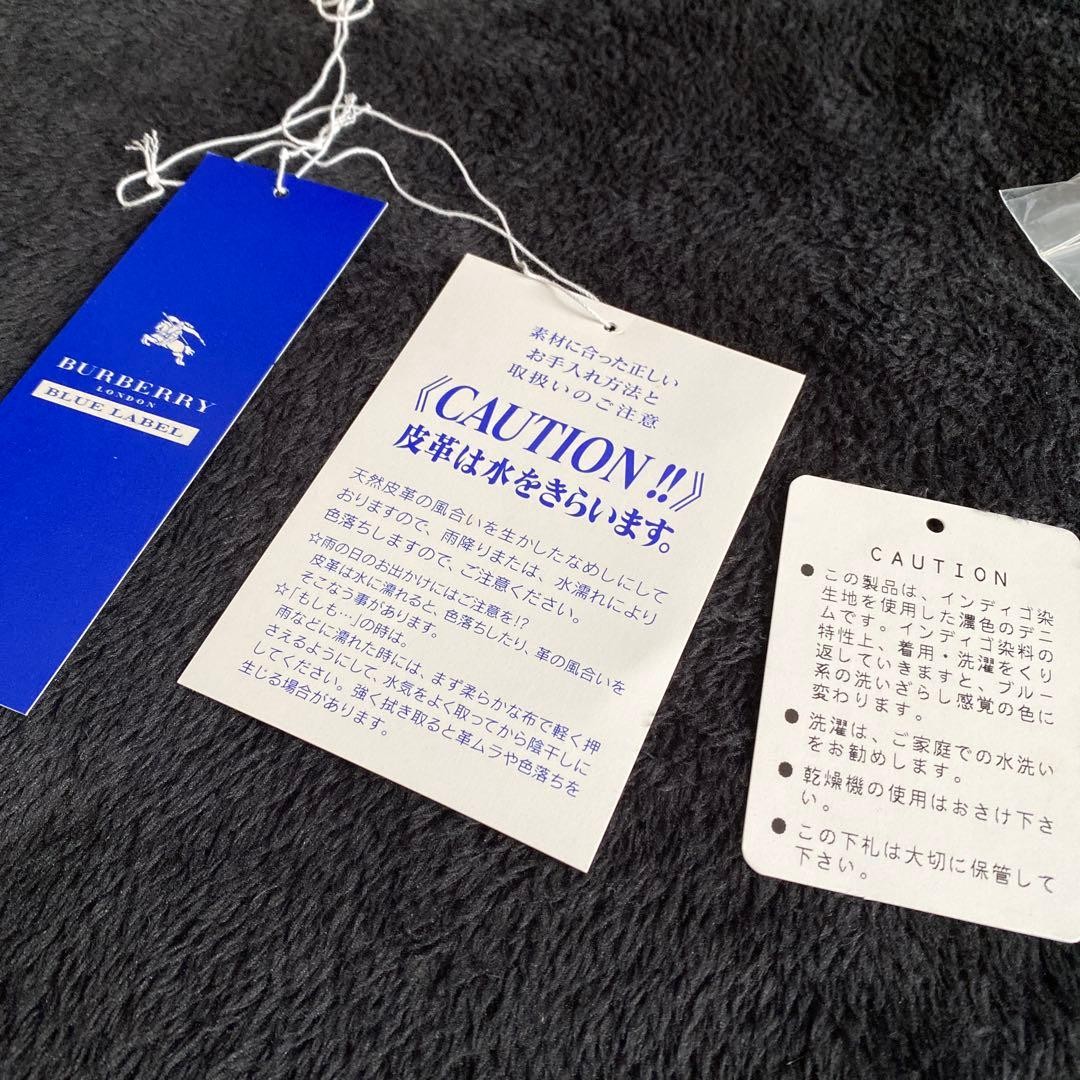 BURBERRY
LONDON
BLUE LABEL
素材に合った正しい
お手入れ方法と
取扱いのご注意
《CAUTION!!》
皮革は水をきらいます。
天然皮革の風合いを生かしたなめしにして
おりますので、雨降りまたは、水濡れにより
色落ちしますので、ご注意ください。
☆雨の日のお出かけにはご注意を!?
皮革は水に濡れると、色落ちしたり、革の風合いを
そこなう事があります。
☆「もしも…」の時は。
雨などに濡れた時には、まず柔らかな布で軽く押
さえるようにして、水気をよく取ってから陰干しに
してください。強く拭き取ると革ムラや色落ちを
生じる場合があります。
CAUTION
● この製品は、インディゴ染
生地を使用した濃色のデニ
ムです。インディゴ染料の
特性上、着用・洗濯をくり
返していきますと、ブルー
系の洗いざらし感覚の色に
変わります。
● 洗濯は、ご家庭での水洗い
をお勧めします。
● 乾燥機の使用はおさけ下さ
い。
● この下札は大切に保管して
下さい。